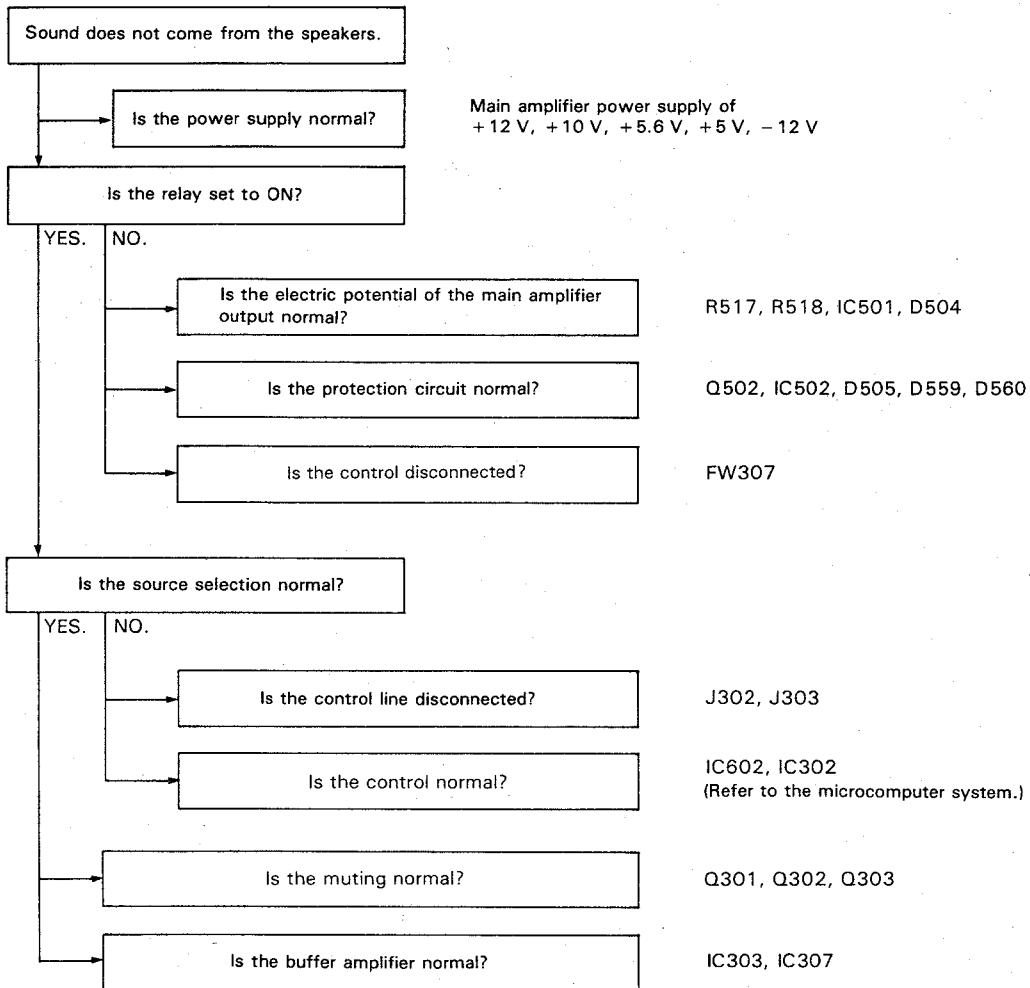 Sound does not come from the speakers.
Is the power supply normal?
Main amplifier power supply of
+12 V, +10 V, +5.6 V, +5 V, −12 V
Is the relay set to ON?
YES. NO.
Is the electric potential of the main amplifier
output normal?
R517, R518, IC501, D504
Is the protection circuit normal?
Q502, IC502, D505, D559, D560
Is the control disconnected?
FW307
Is the source selection normal?
YES. NO.
Is the control line disconnected?
J302, J303
Is the control normal?
IC602, IC302
(Refer to the microcomputer system.)
Is the muting normal?
Q301, Q302, Q303
Is the buffer amplifier normal?
IC303, IC307